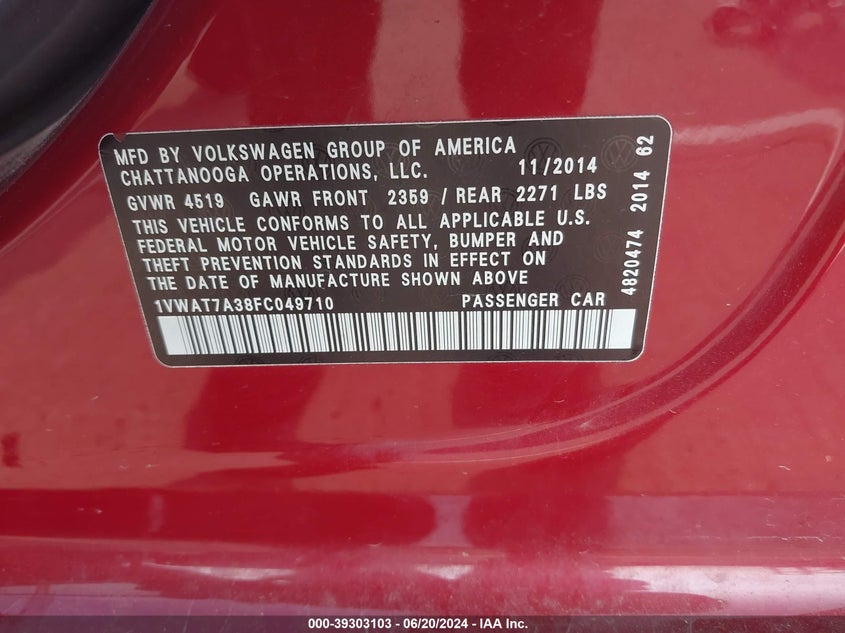 MFD BY VOLKSWAGEN GROUP OF AMERICA
CHATTANOOGA OPERATIONS, LLC. 11/2014
GVWR 4519 GAWR FRONT 2359 / REAR 2271 LBS
THIS VEHICLE CONFORMS TO ALL APPLICABLE U.S.
FEDERAL MOTOR VEHICLE SAFETY, BUMPER AND
THEFT PREVENTION STANDARDS IN EFFECT ON
THE DATE OF MANUFACTURE SHOWN ABOVE
1VWAT7A38FC049710 PASSENGER CAR
4820474 2014 62
000-39303103 - 06/20/2024 - IAA Inc.